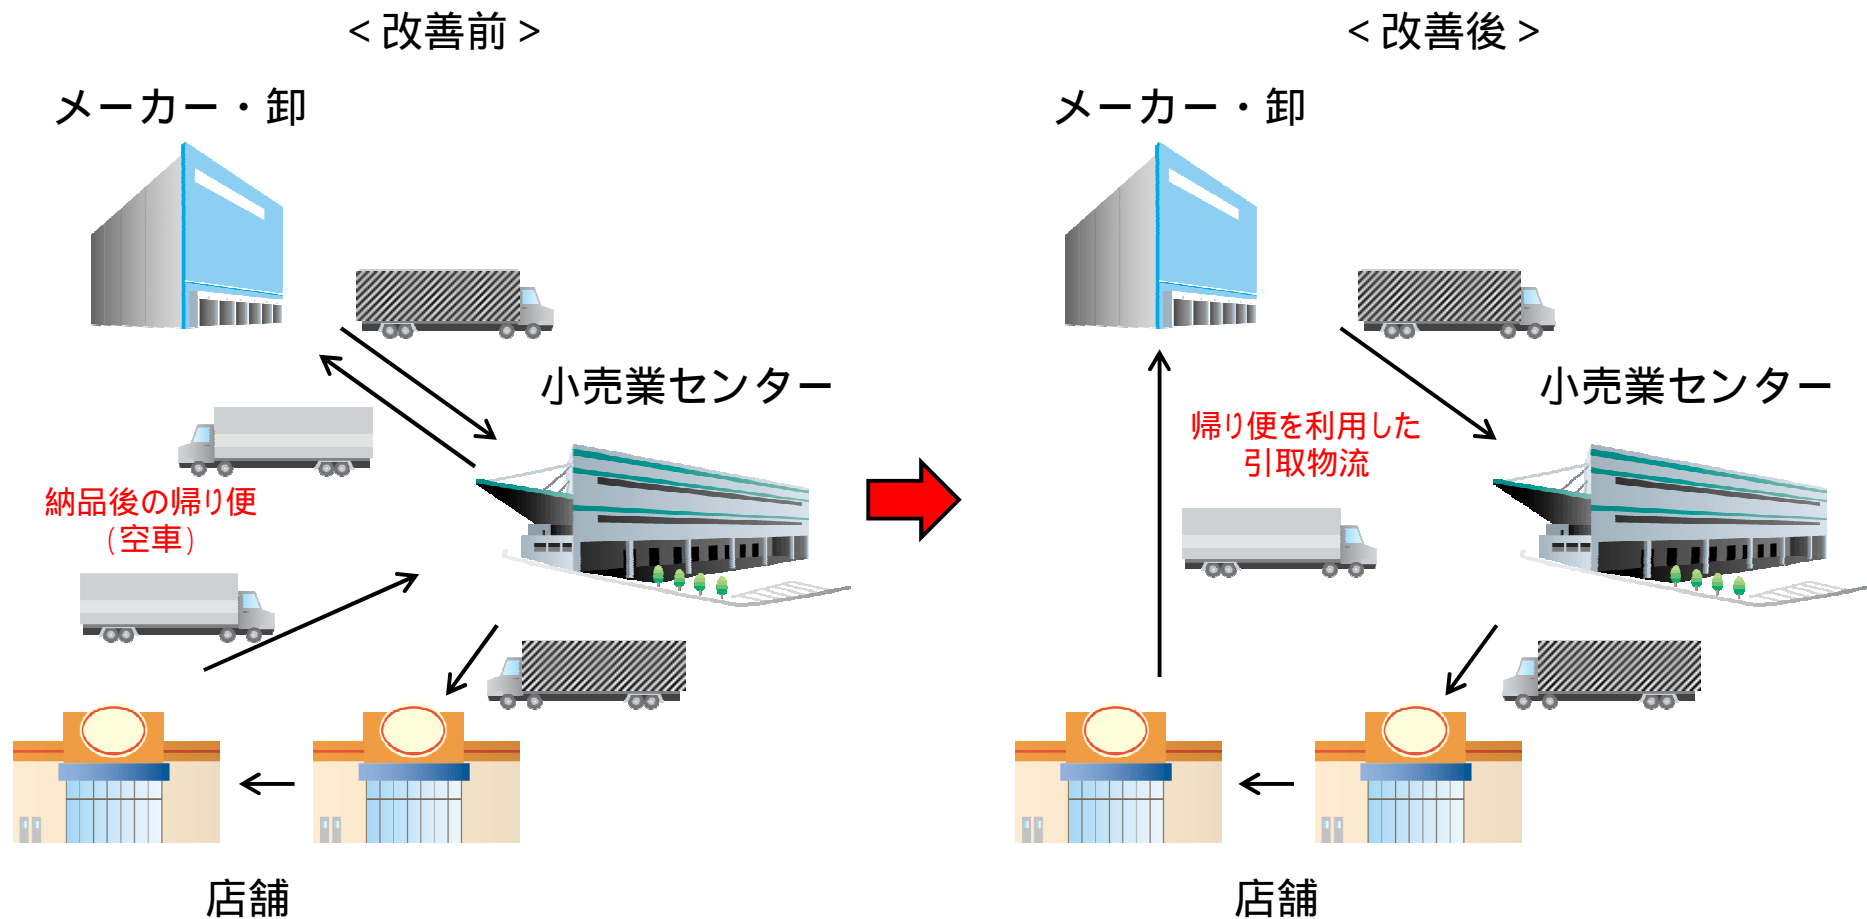 ＜改善前＞
メーカー・卸
小売業センター
納品後の帰り便
（空車）
店舗
＜改善後＞
メーカー・卸
小売業センター
帰り便を利用した
引取物流
店舗